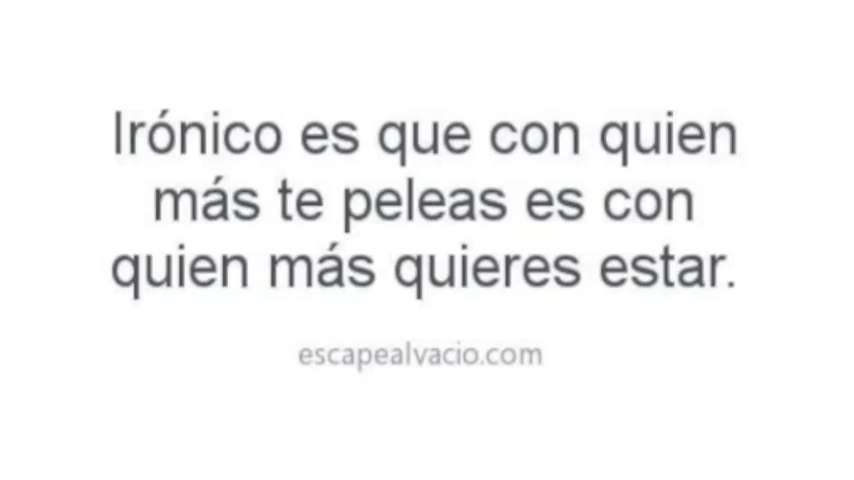 Irónico es que con quien
más te peleas es con
quien más quieres estar.
escapealvacio.com